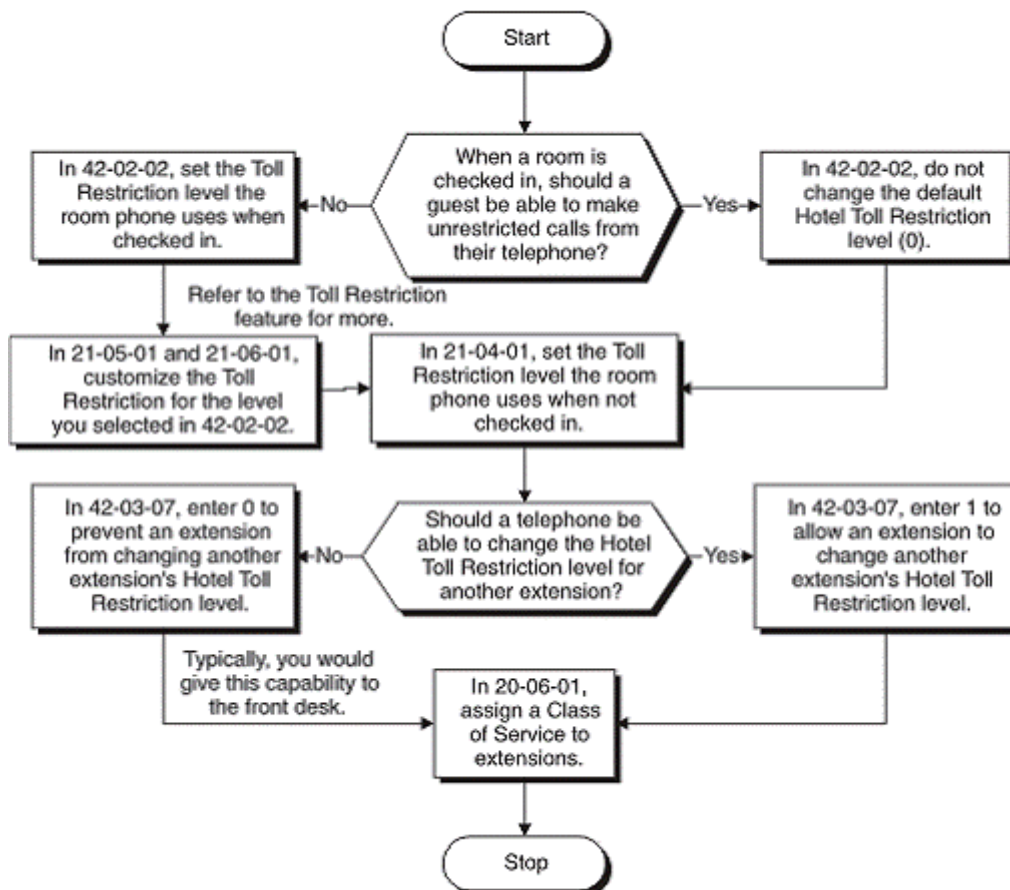 Start
When a room is
checked in, should a
guest be able to make
unrestricted calls from
their telephone?
No
Yes
In 42-02-02, set the Toll
Restriction level the
room phone uses when
checked in.
In 42-02-02, do not
change the default
Hotel Toll Restriction
level (0).
Refer to the Toll Restriction
feature for more.
In 21-05-01 and 21-06-01,
customize the Toll
Restriction for the level
you selected in 42-02-02.
In 21-04-01, set the Toll
Restriction level the room
phone uses when not
checked in.
Should a telephone be
able to change the Hotel
Toll Restriction level for
another extension?
No
Yes
In 42-03-07, enter 0 to
prevent an extension
from changing another
extension's Hotel Toll
Restriction level.
In 42-03-07, enter 1 to
allow an extension to
change another
extension's Hotel Toll
Restriction level.
Typically, you would
give this capability to
the front desk.
In 20-06-01,
assign a Class
of Service to
extensions.
Stop